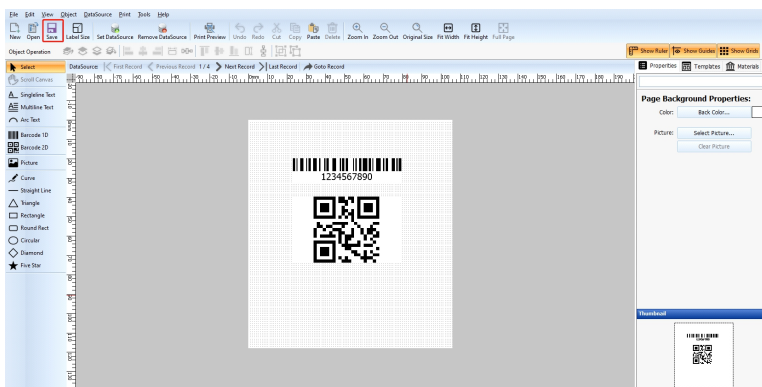 File Edit View Object DataSource Print Tools Help
New Open Save Label Size Set DataSource Remove DataSource Print Preview Undo Redo Cut Copy Paste Delete Zoom In Zoom Out Original Size Fit Width Fit Height Full Page
Object Operation Show Ruler Show Guides Show Grids
Select DataSource: First Record Previous Record 1 / 4 Next Record Last Record Goto Record Properties Templates Materials
Scroll Canvas
Singleline Text
Multiline Text
Arc Text
Barcode 1D
Barcode 2D
Picture
Curve
Straight Line
Triangle
Rectangle
Round Rect
Circular
Diamond
Five Star
1234567890
Page Background Properties:
Color: Back Color...
Picture: Select Picture...
Clear Picture
Thumbnail